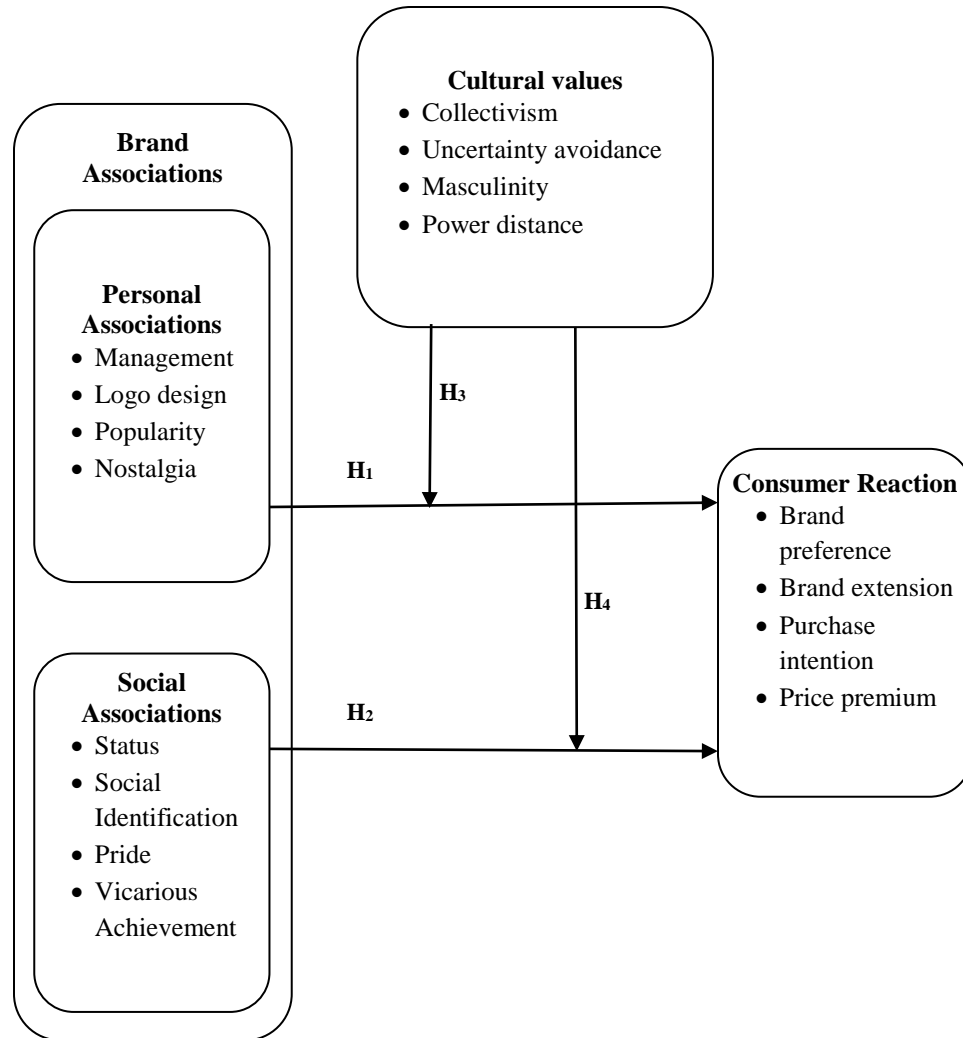 Cultural values
• Collectivism
• Uncertainty avoidance
• Masculinity
• Power distance
Brand
Associations
Personal
Associations
• Management
• Logo design
• Popularity
• Nostalgia
H3
H1
Consumer Reaction
• Brand
preference
• Brand extension
• Purchase
intention
• Price premium
H4
Social
Associations
• Status
• Social
Identification
• Pride
• Vicarious
Achievement
H2